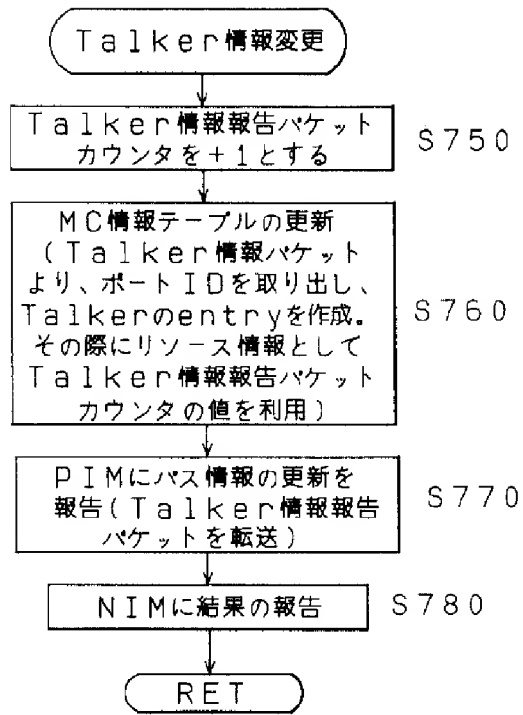 Talker情報変更
Talker情報報告パケット
カウンタを+1とする
S750
MC情報テーブルの更新
(Talker情報パケット
より、ポートIDを取り出し、
Talkerのentryを作成。
その際にリソース情報として
Talker情報報告パケット
カウンタの値を利用)
S760
PIMにパス情報の更新を
報告(Talker情報報告
パケットを転送)
S770
NIMに結果の報告
S780
RET